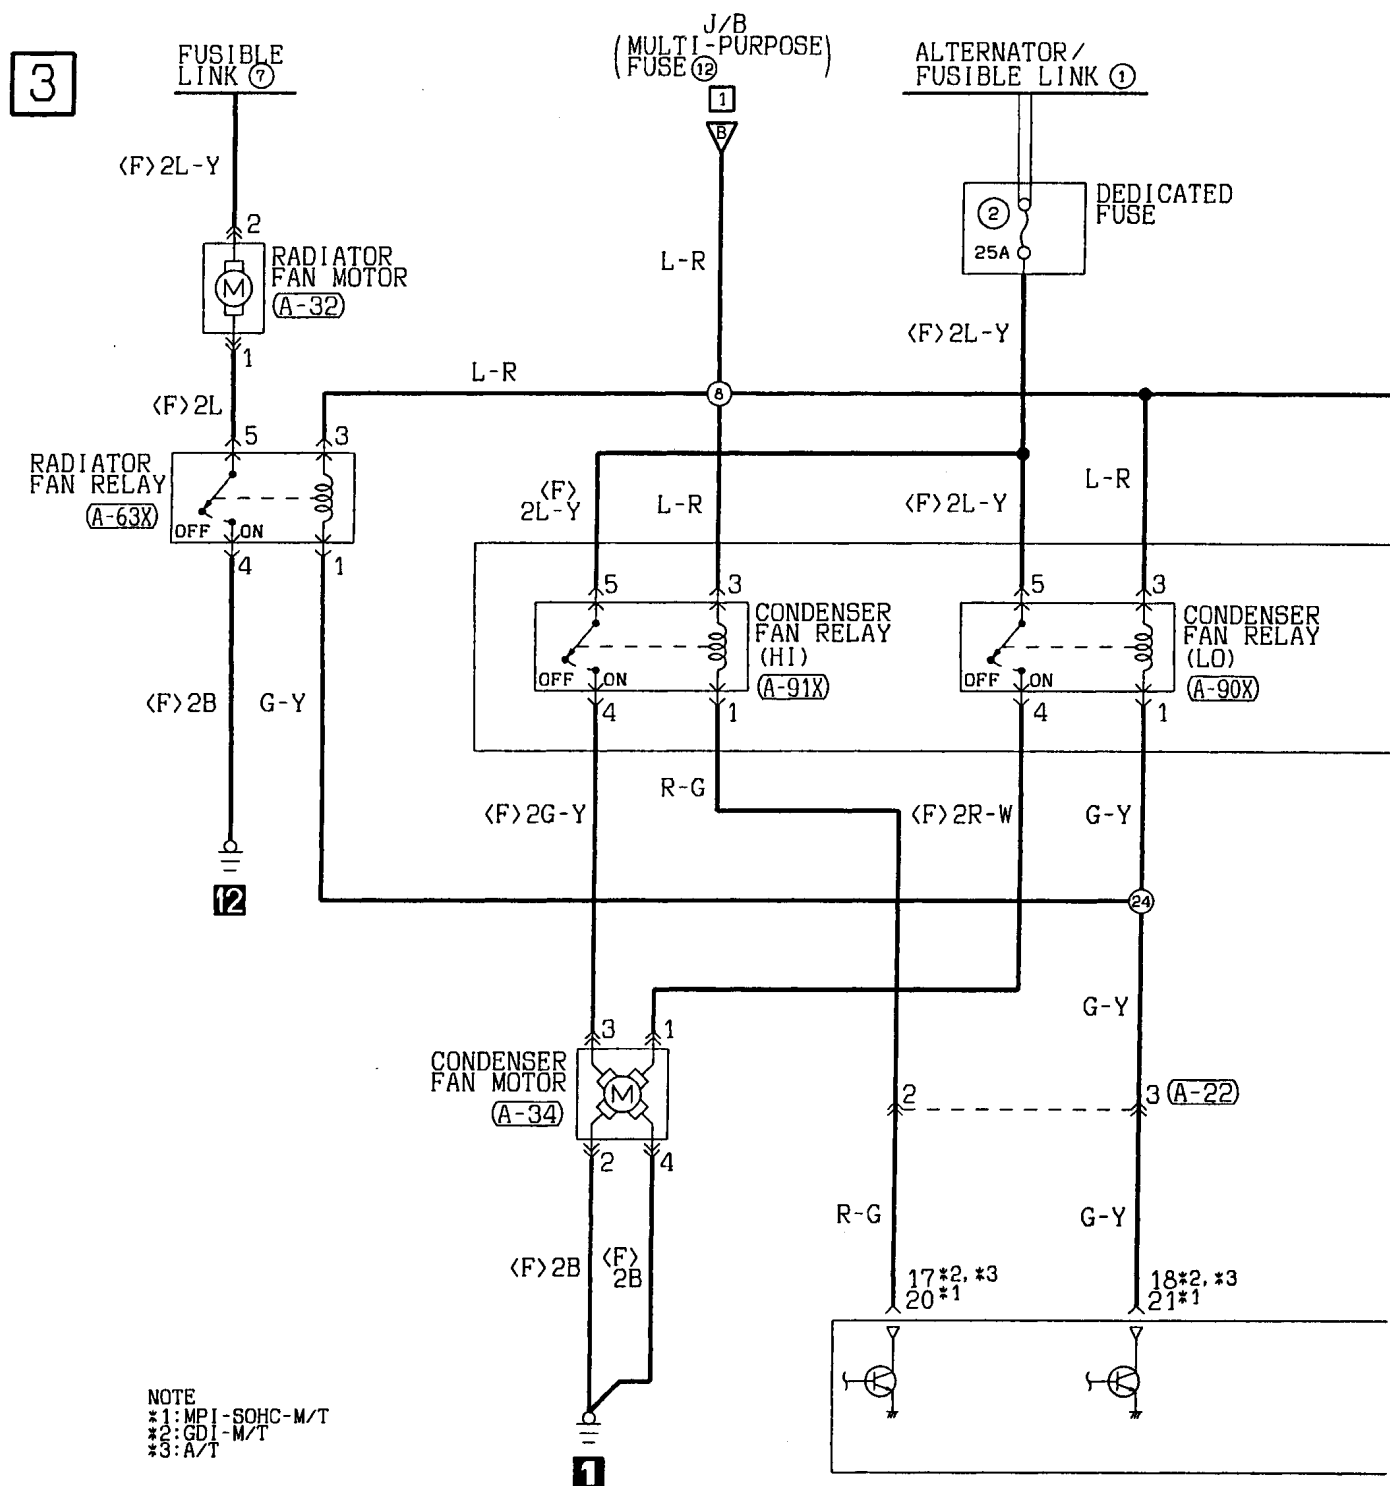 3
FUSIBLE
LINK ⑦
J/B
(MULTI-PURPOSE)
FUSE ⑫
1
B
ALTERNATOR/
FUSIBLE LINK ①
<F>2L-Y
2
RADIATOR
FAN MOTOR
A-32
M
1
L-R
②
25A
DEDICATED
FUSE
<F>2L-Y
L-R
8
<F>2L
5
3
RADIATOR
FAN RELAY
A-63X
OFF
ON
4
1
<F>
2L-Y
L-R
<F>2L-Y
L-R
5
3
CONDENSER
FAN RELAY
(HI)
A-91X
OFF
ON
4
1
5
3
CONDENSER
FAN RELAY
(LO)
A-90X
OFF
ON
4
1
<F>2B
G-Y
R-G
<F>2G-Y
<F>2R-W
G-Y
12
24
G-Y
3
1
CONDENSER
FAN MOTOR
A-34
M
2
4
2
3
A-22
R-G
G-Y
<F>2B
<F>
2B
17*2,*3
20*1
18*2,*3
21*1
NOTE
*1:MPI-SOHC-M/T
*2:GDI-M/T
*3:A/T
1